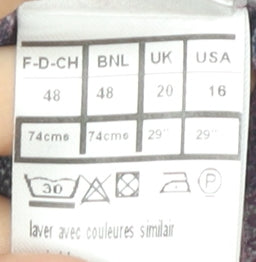 F-D-CH BNL UK USA
48 48 20 16
74cms 74cms 29" 29"
30 P
laver avec couleures similair